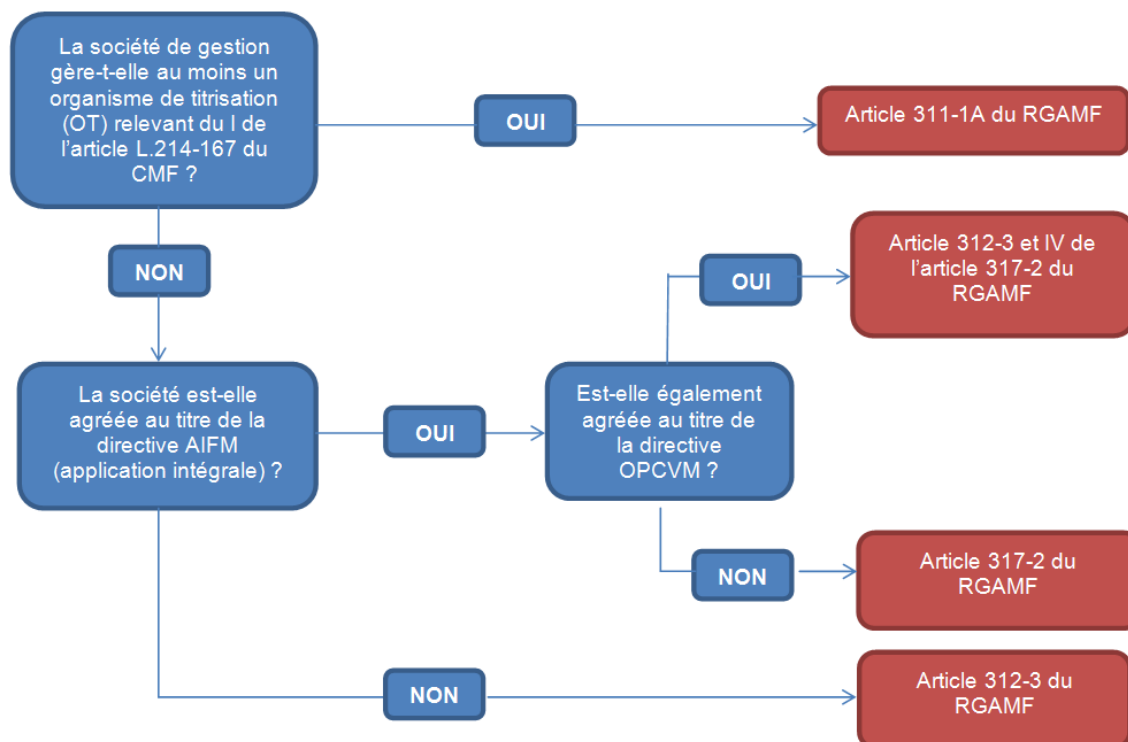 La société de gestion
gère-t-elle au moins un
organisme de titrisation
(OT) relevant du I de
l'article L.214-167 du
CMF ?
OUI
Article 311-1A du RGAMF
NON
Article 312-3 et IV de
l'article 317-2 du
RGAMF
OUI
La société est-elle
agréée au titre de la
directive AIFM
(application intégrale) ?
OUI
Est-elle également
agréée au titre de
la directive
OPCVM ?
NON
Article 317-2 du
RGAMF
NON
Article 312-3 du
RGAMF